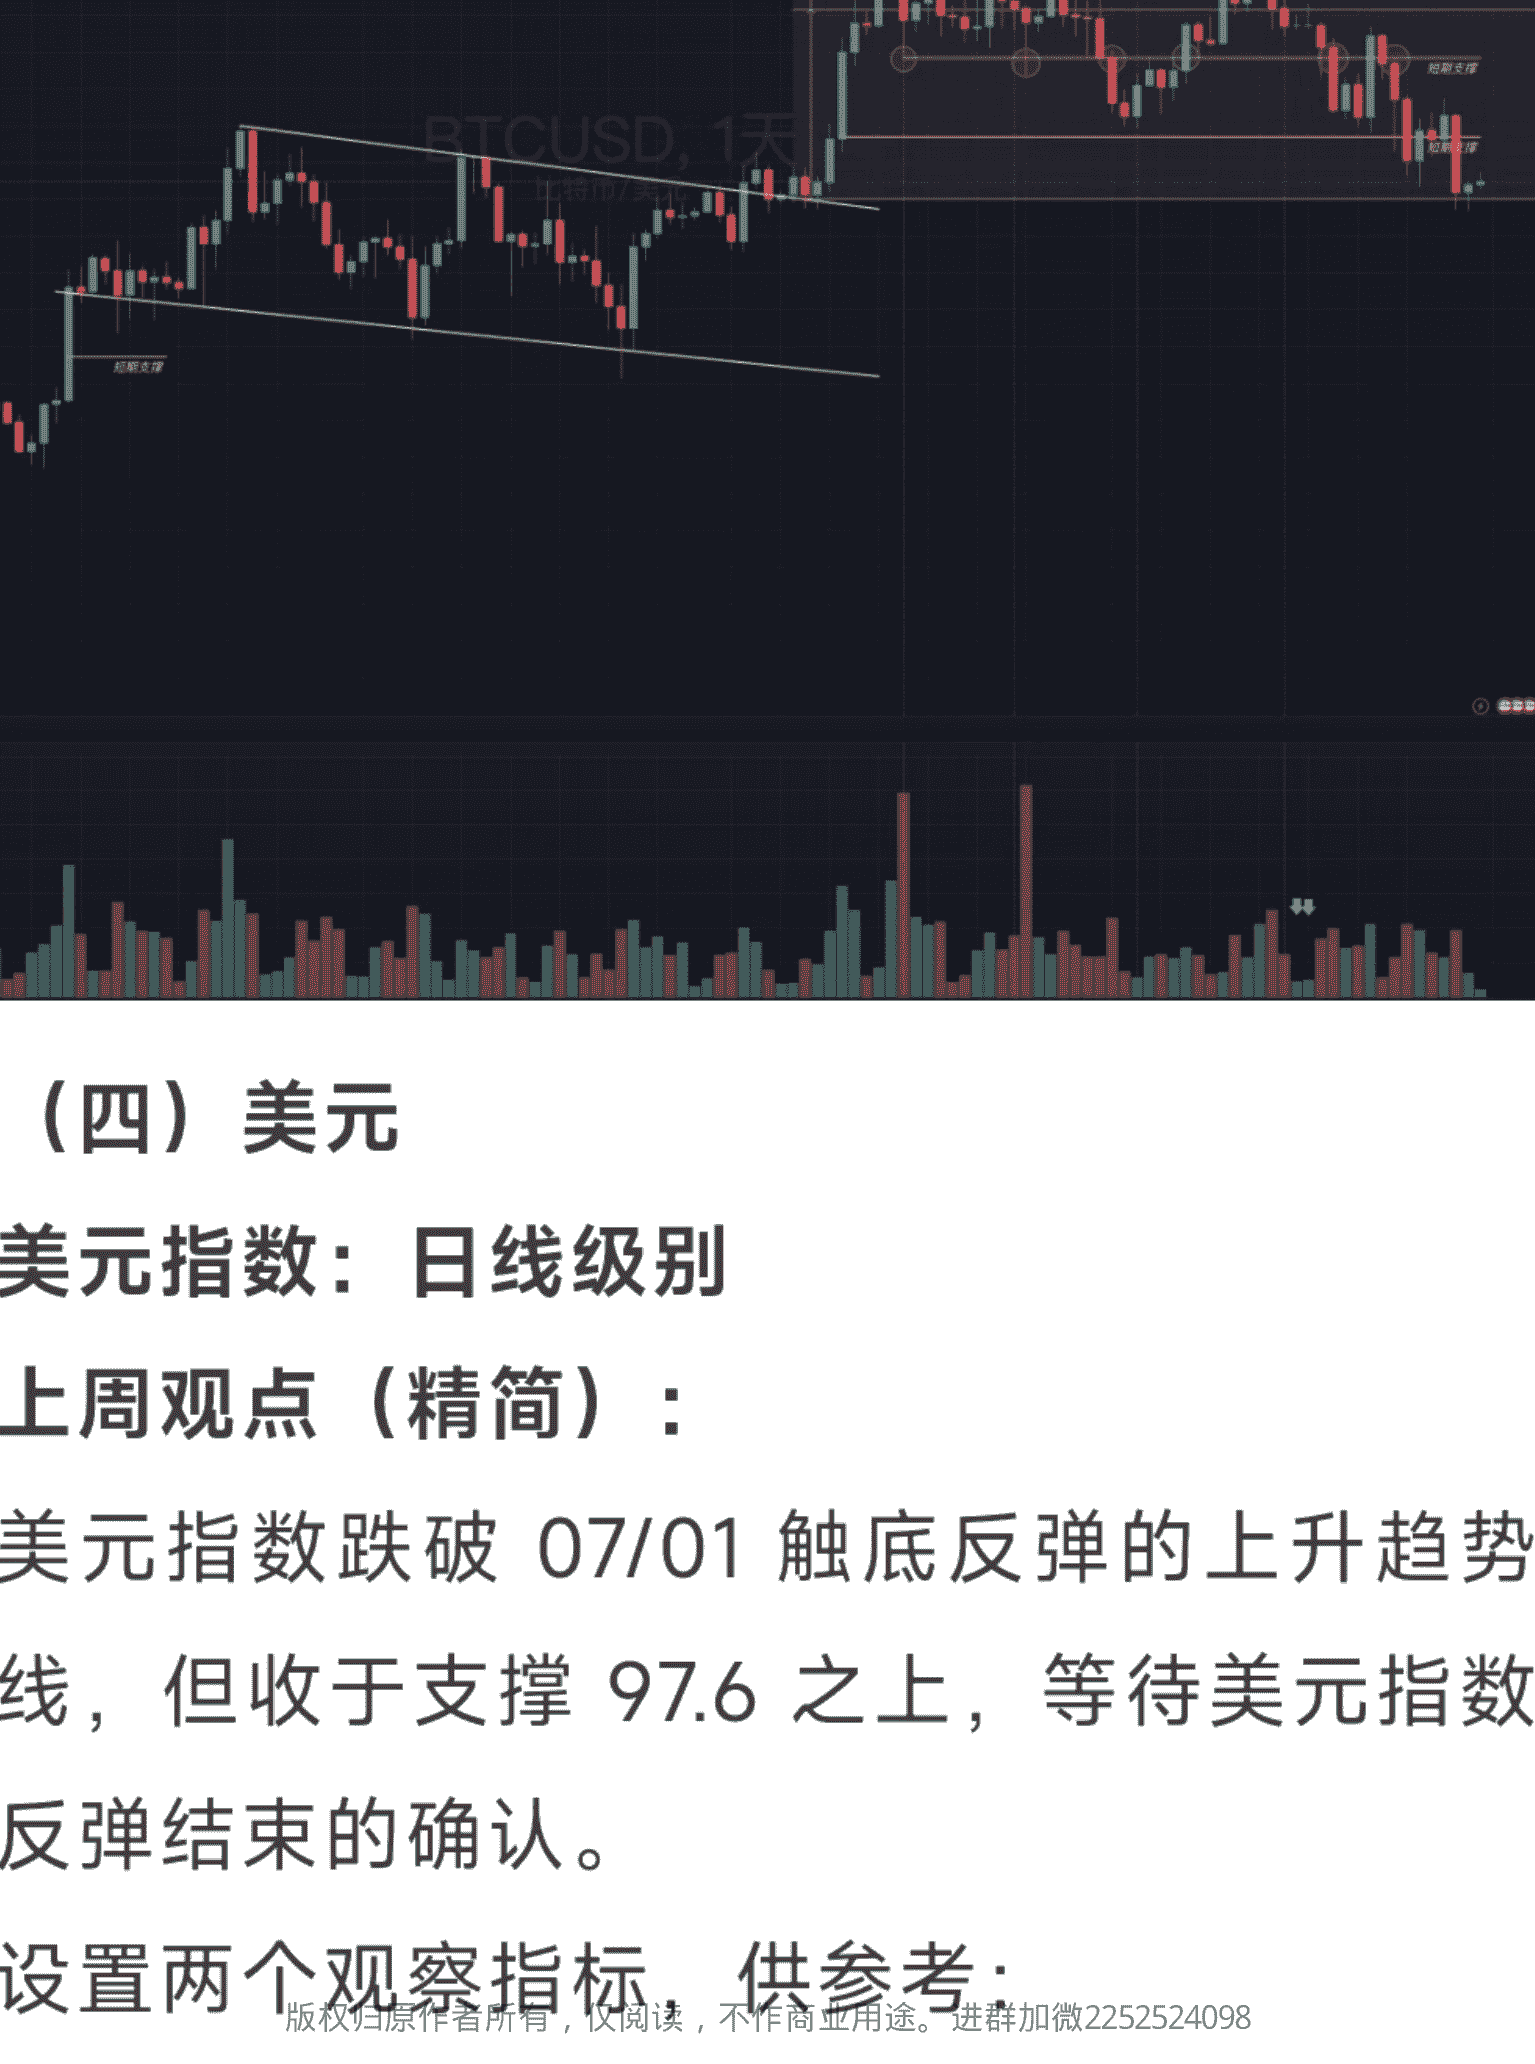 短期支撑
BTCUSD, 1天
短期支撑
比特币/美元
短期支撑
（四）美元
美元指数：日线级别
上周观点（精简）：
美元指数跌破 07/01 触底反弹的上升趋势
线，但收于支撑 97.6 之上，等待美元指数
反弹结束的确认。
设置两个观察指标，供参考：
版权归原作者所有，仅阅读，不作商业用途。进群加微2252524098